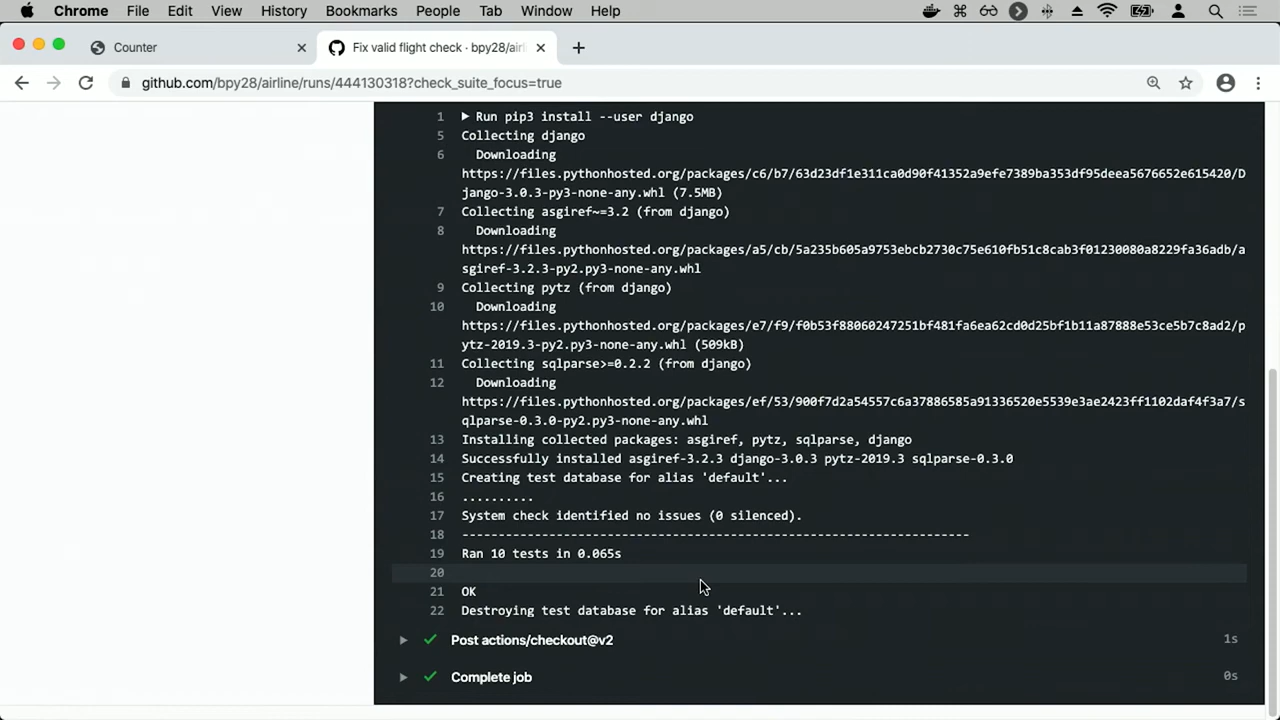 Chrome File Edit View History Bookmarks People Tab Window Help
Counter
Fix valid flight check · bpy28/airli
github.com/bpy28/airline/runs/444130318?check_suite_focus=true
1 Run pip3 install --user django
5 Collecting django
6 Downloading
https://files.pythonhosted.org/packages/c6/b7/63d23df1e311ca0d90f41352a9efe7389ba353df95deea5676652e615420/D
jango-3.0.3-py3-none-any.whl (7.5MB)
7 Collecting asgiref~=3.2 (from django)
8 Downloading
https://files.pythonhosted.org/packages/a5/cb/5a235b605a9753ebcb2730c75e610fb51c8cab3f01230080a8229fa36adb/a
sgiref-3.2.3-py2.py3-none-any.whl
9 Collecting pytz (from django)
10 Downloading
https://files.pythonhosted.org/packages/e7/f9/f0b53f88060247251bf481fa6ea62cd0d25bf1b11a87888e53ce5b7c8ad2/p
ytz-2019.3-py2.py3-none-any.whl (509kB)
11 Collecting sqlparse>=0.2.2 (from django)
12 Downloading
https://files.pythonhosted.org/packages/ef/53/900f7d2a54557c6a37886585a91336520e5539e3ae2423ff1102daf4f3a7/s
qlparse-0.3.0-py2.py3-none-any.whl
13 Installing collected packages: asgiref, pytz, sqlparse, django
14 Successfully installed asgiref-3.2.3 django-3.0.3 pytz-2019.3 sqlparse-0.3.0
15 Creating test database for alias 'default'...
16 ..........
17 System check identified no issues (0 silenced).
18 ----------------------------------------------------------------------
19 Ran 10 tests in 0.065s
20
21 OK
22 Destroying test database for alias 'default'...
Post actions/checkout@v2 1s
Complete job 0s